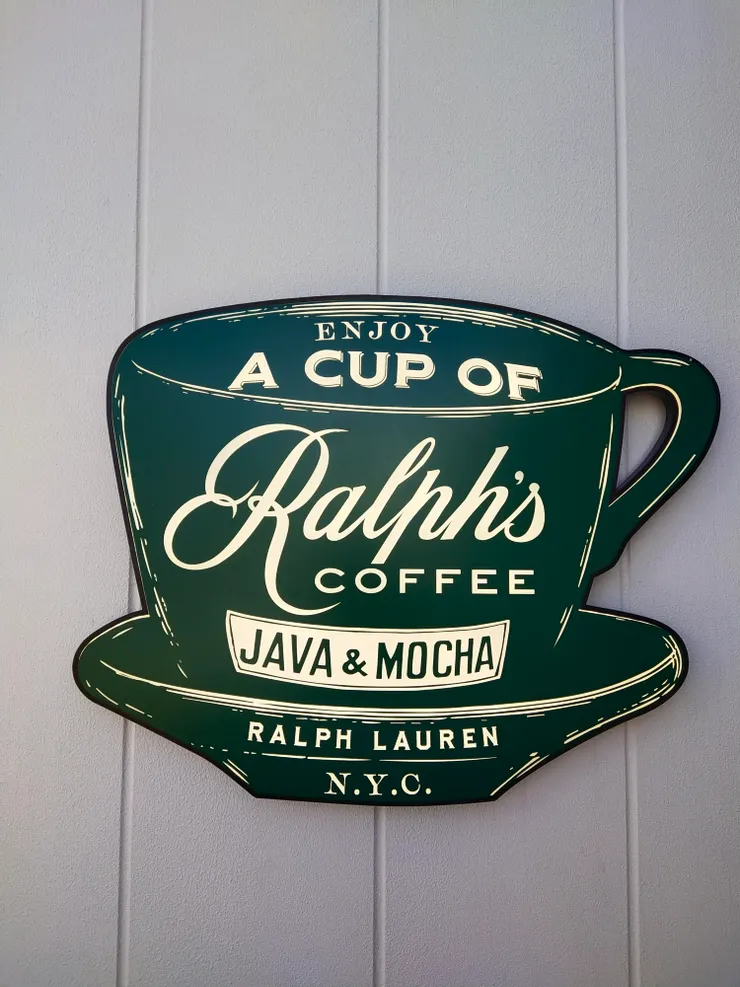 ENJOY
A CUP OF
Ralph's
COFFEE
JAVA & MOCHA
RALPH LAUREN
N.Y.C.